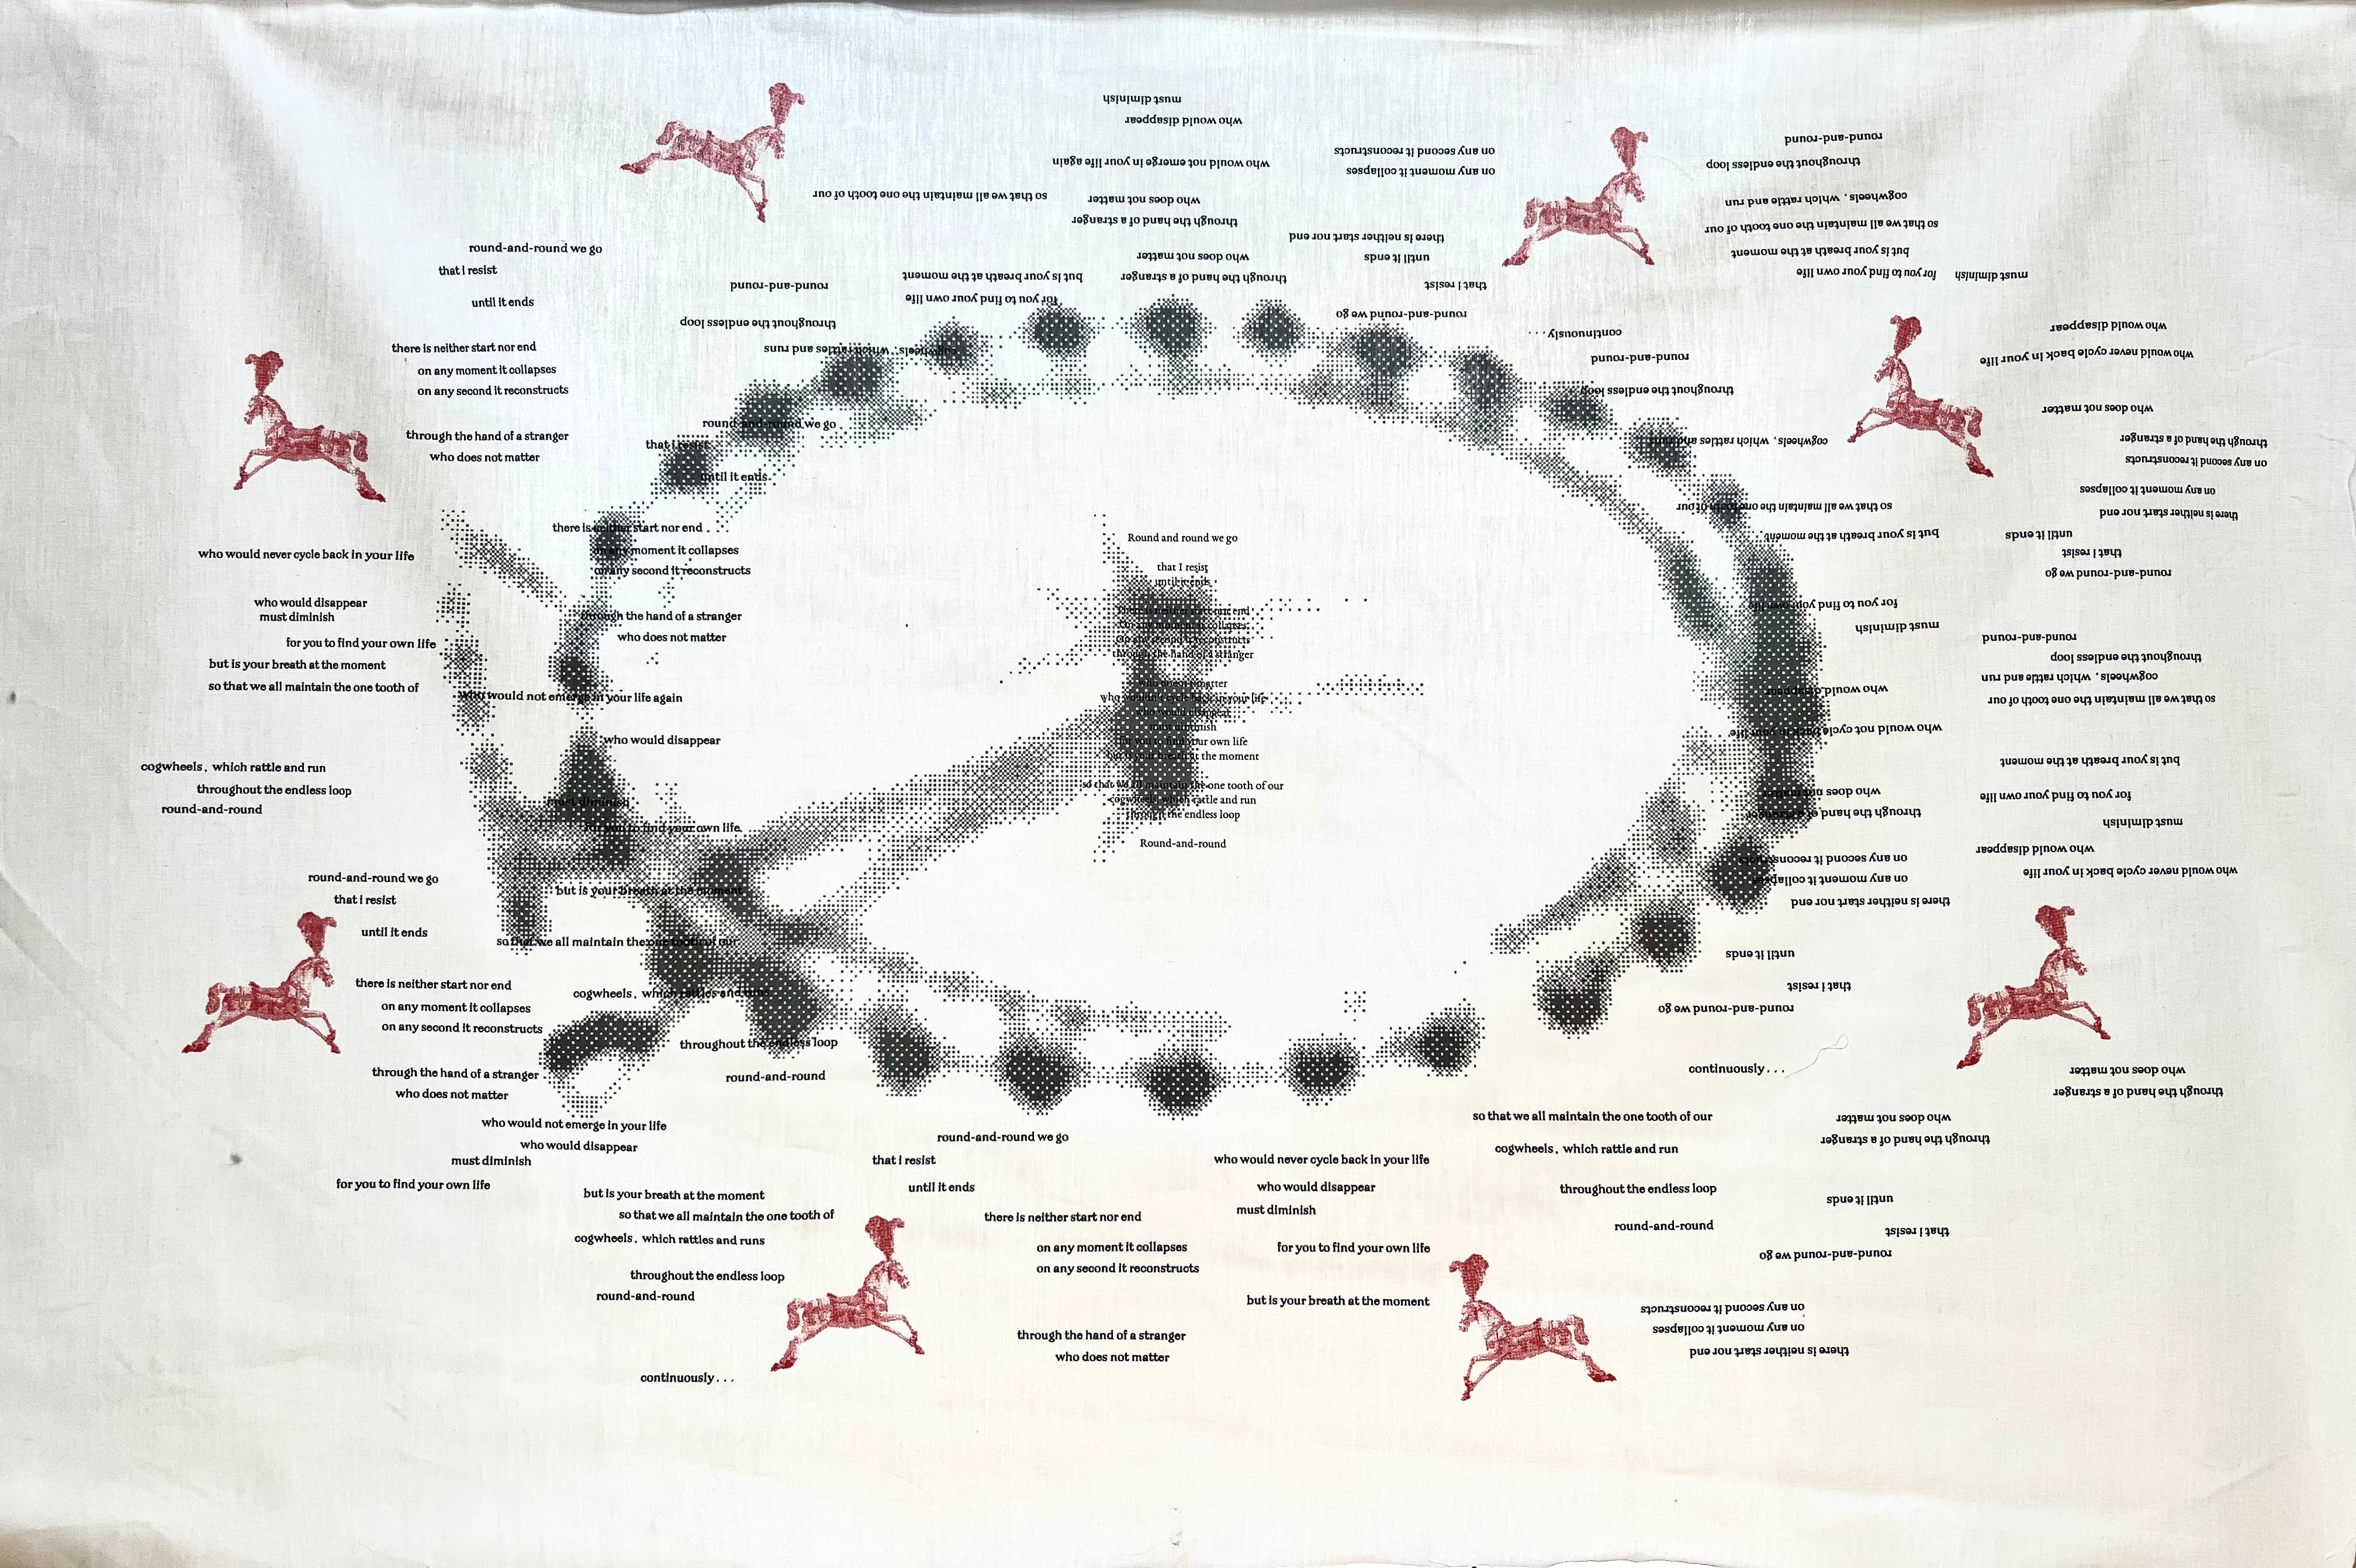 round-and-round we go
that i resist
until it ends
there is neither start nor end
on any moment it collapses
on any second it reconstructs
through the hand of a stranger
who does not matter
who would never cycle back in your life
who would disappear
must diminish
for you to find your own life
but is your breath at the moment
so that we all maintain the one tooth of
cogwheels, which rattle and run
throughout the endless loop
round-and-round
round-and-round we go
that i resist
until it ends
there is neither start nor end
on any moment it collapses
on any second it reconstructs
through the hand of a stranger
who does not matter
who would not emerge in your life
who would disappear
must diminish
for you to find your own life
but is your breath at the moment
so that we all maintain the one tooth of
cogwheels, which rattles and runs
throughout the endless loop
round-and-round
continuously...
round-and-round we go
that i resist
until it ends
there is neither start nor end
on any moment it collapses
on any second it reconstructs
through the hand of a stranger
who does not matter
who would not emerge in your life again
who would disappear
must diminish
for you to find your own life
but is your breath at the moment
so that we all maintain the one tooth of our
cogwheels, which rattles and runs
throughout the endless loop
round-and-round
Round and round we go
that I resist
until it ends
There is neither start nor end
On any moment it collapses
On any second it reconstructs
through the hand of a stranger
who does not matter
who wouldn't cycle back in your life
who would disappear
must diminish
for you to find your own life
but is your breath at the moment
so that we all maintain the one tooth of our
cogwheels, which rattle and run
through the endless loop
Round-and-round
round-and-round we go
that i resist
until it ends
there is neither start nor end
on any moment it collapses
on any second it reconstructs
through the hand of a stranger
who does not matter
who would never cycle back in your life
who would disappear
must diminish
for you to find your own life
but is your breath at the moment
so that we all maintain the one tooth of our
cogwheels, which rattle and run
throughout the endless loop
round-and-round
continuously...
round-and-round we go
that i resist
until it ends
there is neither start nor end
on any moment it collapses
on any second it reconstructs
through the hand of a stranger
who does not matter
through the hand of a stranger
who does not matter
who would never cycle back in your life
who would disappear
must diminish
for you to find your own life
but is your breath at the moment
so that we all maintain the one tooth of our
cogwheels, which rattle and run
throughout the endless loop
round-and-round
round-and-round we go
that i resist
until it ends
there is neither start nor end
on any moment it collapses
on any second it reconstructs
through the hand of a stranger
who does not matter
who would not cycle back in your life
who would disappear
must diminish
for you to find your own life
but is your breath at the moment
so that we all maintain the one tooth of our
cogwheels, which rattles and runs
throughout the endless loop
round-and-round
continuously...
round-and-round we go
that i resist
until it ends
there is neither start nor end
on any moment it collapses
on any second it reconstructs
through the hand of a stranger
who does not matter
who would never cycle back in your life
who would disappear
must diminish
for you to find your own life
but is your breath at the moment
so that we all maintain the one tooth of our
cogwheels, which rattle and run
throughout the endless loop
round-and-round
round-and-round we go
that i resist
until it ends
there is neither start nor end
on any moment it collapses
on any second it reconstructs
through the hand of a stranger
who does not matter
through the hand of a stranger
who does not matter
who would not emerge in your life again
who would disappear
must diminish
for you to find your own life
but is your breath at the moment
so that we all maintain the one tooth of our
cogwheels, which rattles and runs
throughout the endless loop
round-and-round